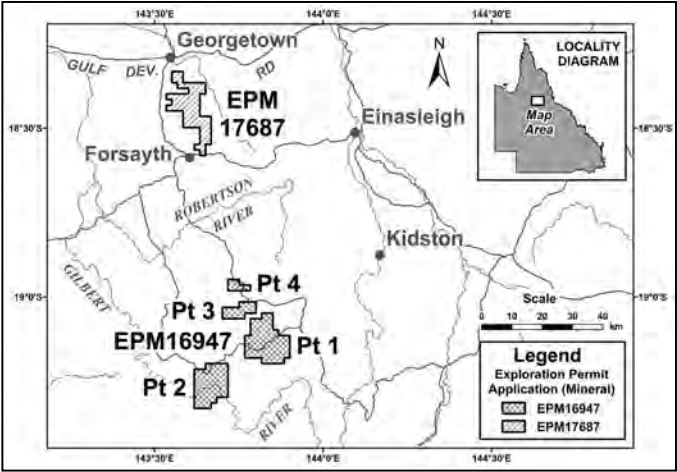 143°30'E
144°0'E
144°30'E
Georgetown
GULF DEV. RD
N
LOCALITY
DIAGRAM
Map
Area
EPM
17687
Einasleigh
18°30'S
18°30'S
Forsayth
ROBERTSON
RIVER
Kidston
GILBERT
RIVER
Pt 4
19°0'S
19°0'S
Pt 3
Scale
0 10 20 30 40
km
EPM16947
Pt 1
Legend
Exploration Permit
Application (Mineral)
EPM16947
EPM17687
Pt 2
RIVER
143°30'E
144°0'E
144°30'E